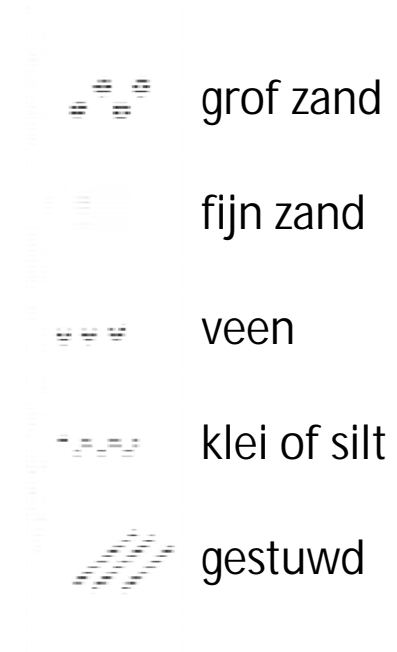 grof zand
fijn zand
veen
klei of silt
gestuwd